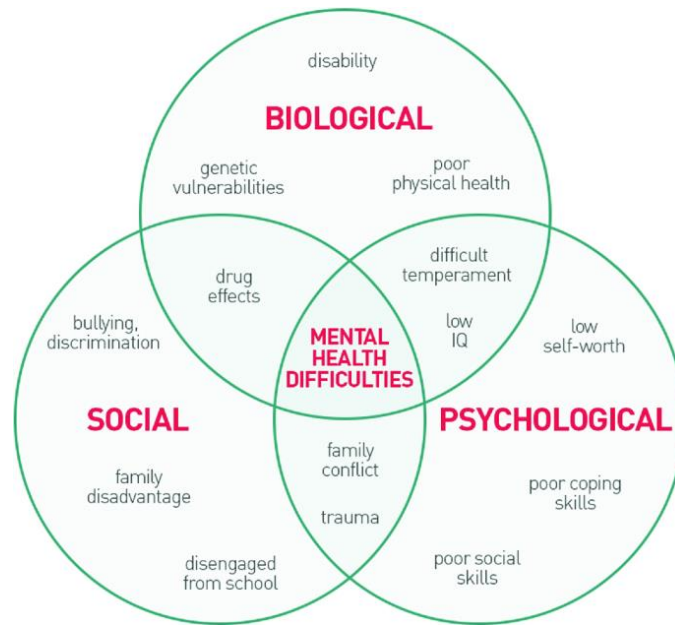 disability
BIOLOGICAL
genetic
vulnerabilities
poor
physical health
drug
effects
difficult
temperament
low
IQ
bullying,
discrimination
low
self-worth
MENTAL
HEALTH
DIFFICULTIES
SOCIAL
PSYCHOLOGICAL
family
conflict
trauma
family
disadvantage
poor coping
skills
disengaged
from school
poor social
skills